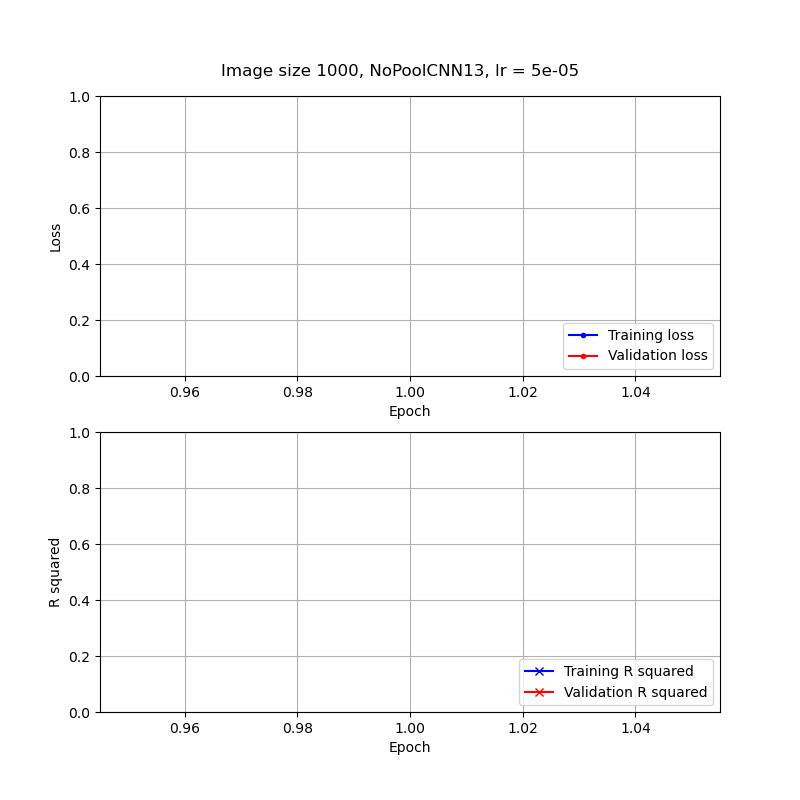 Image size 1000, NoPoolCNN13, lr = 5e-05
1.0
0.8
0.6
0.4
0.2
0.0
Loss
Training loss
Validation loss
0.96 0.98 1.00 1.02 1.04
Epoch
1.0
0.8
0.6
0.4
0.2
0.0
R squared
Training R squared
Validation R squared
0.96 0.98 1.00 1.02 1.04
Epoch